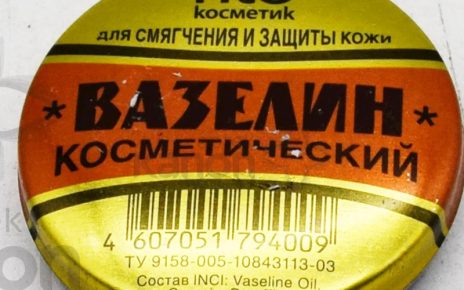 косметик
для СМЯГЧЕНИЯ И ЗАЩИТЫ КОЖИ
* ВАЗЕЛИН *
КОСМЕТИЧЕСКИЙ
4 607051 794009
ТУ 9158-005-10843113-03
Состав INCI: Vaseline Oil,